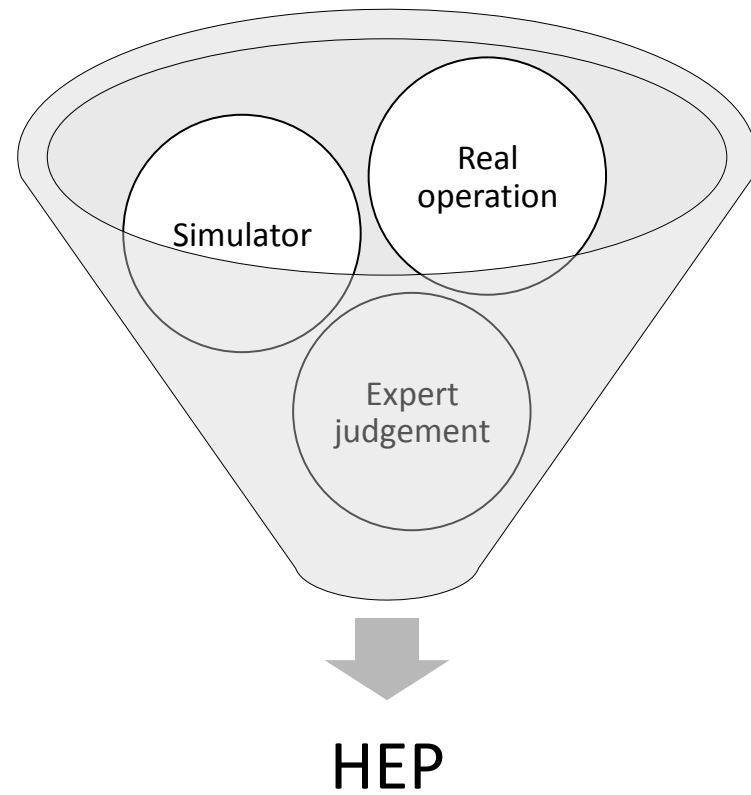 Real
operation
Simulator
Expert
judgement
HEP